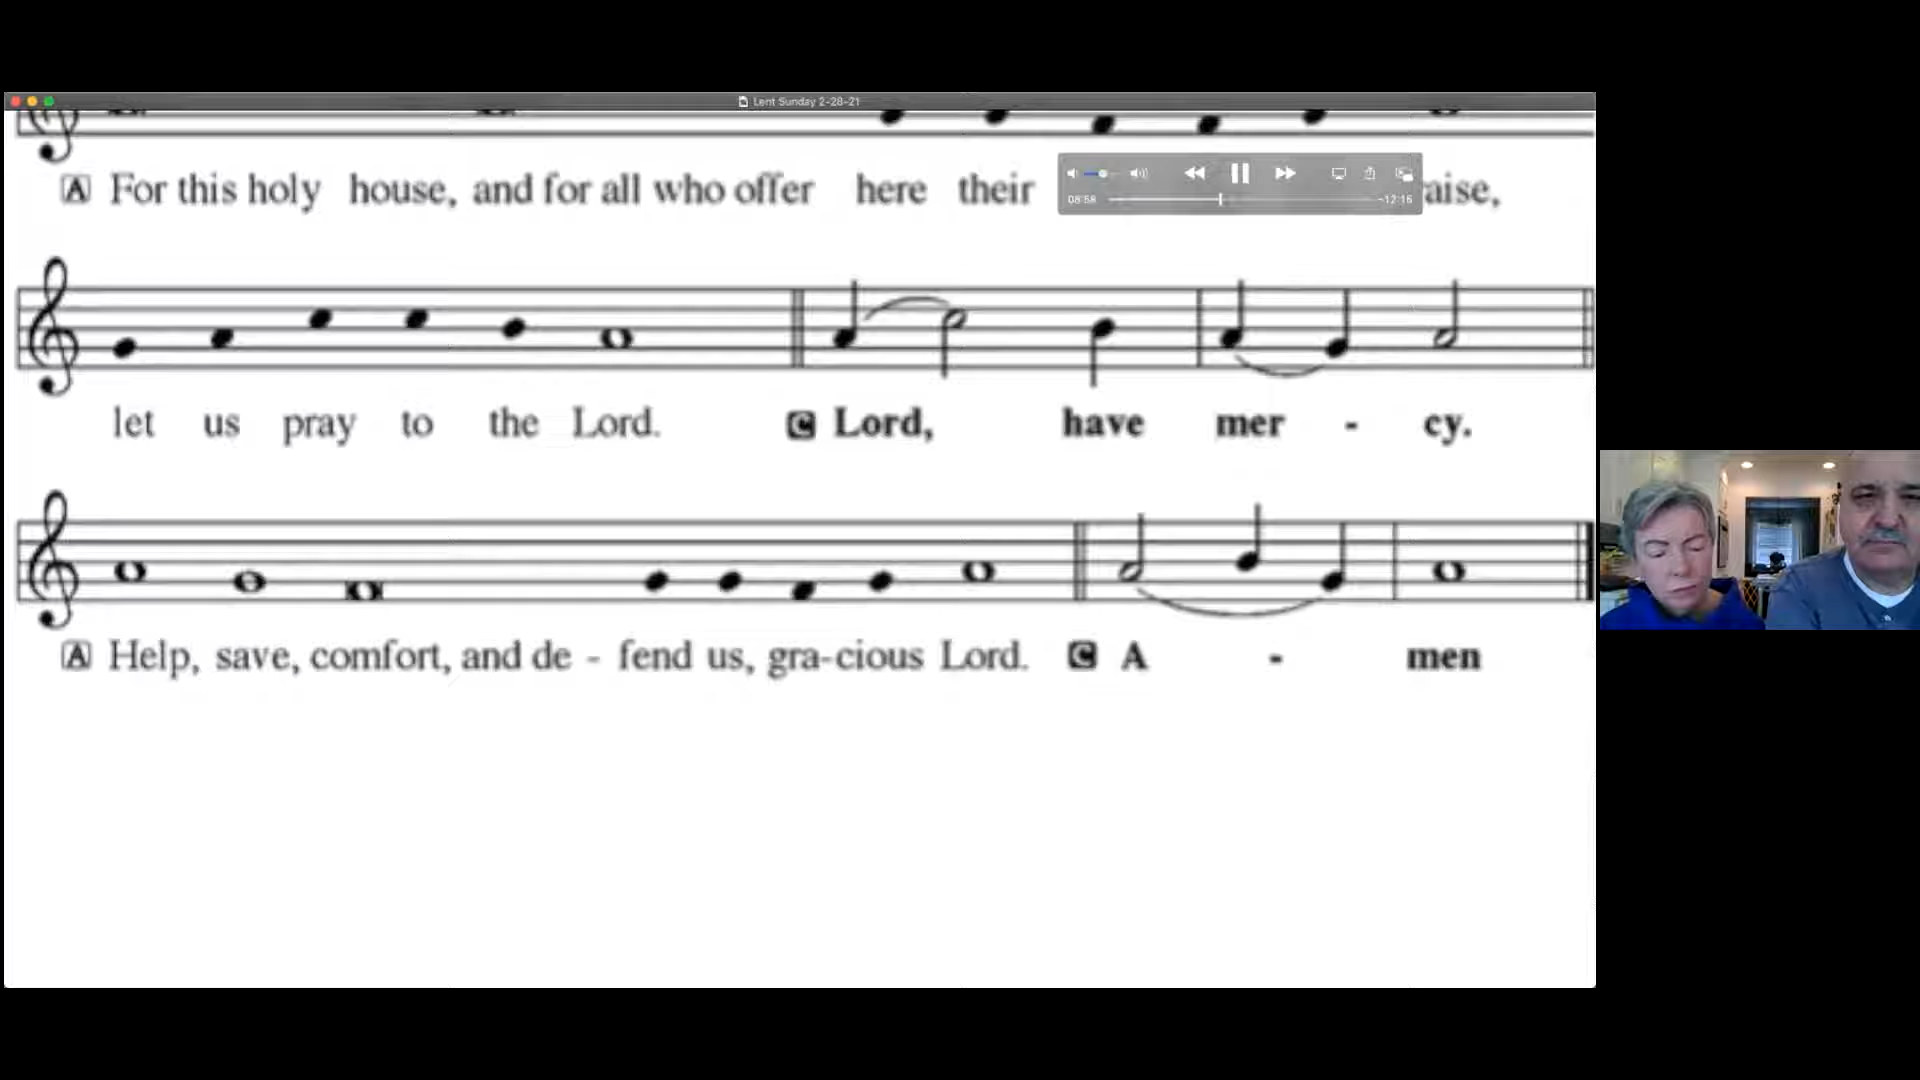 Lent Sunday 2-28-21
A For this holy house, and for all who offer here their aise,
08:58 -12:16
let us pray to the Lord. C Lord, have mer - cy.
A Help, save, comfort, and de - fend us, gra-cious Lord. C A - men